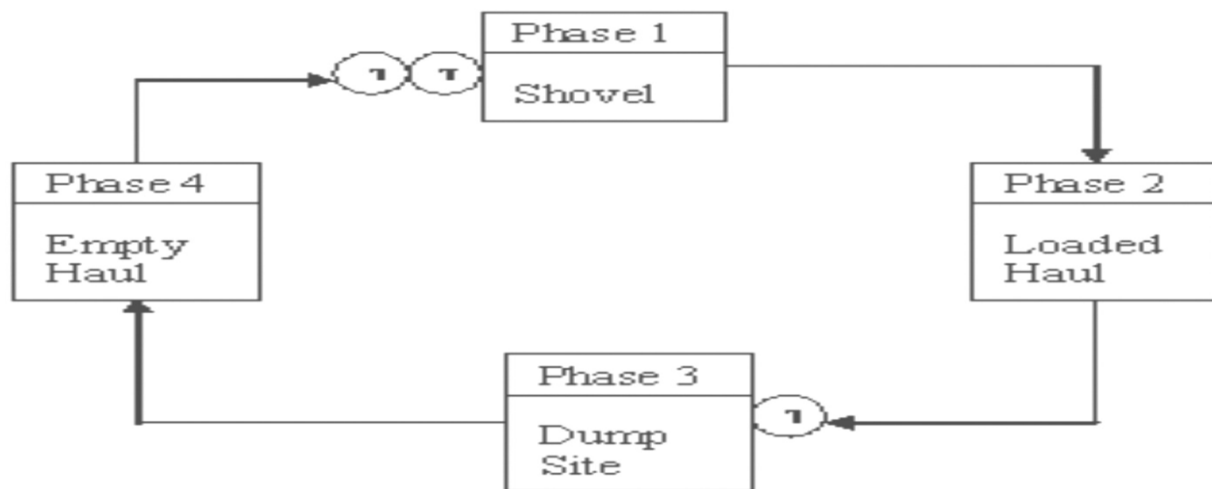 Phase 1
Shovel
Phase 4
Empty
Haul
Phase 2
Loaded
Haul
Phase 3
Dump
Site